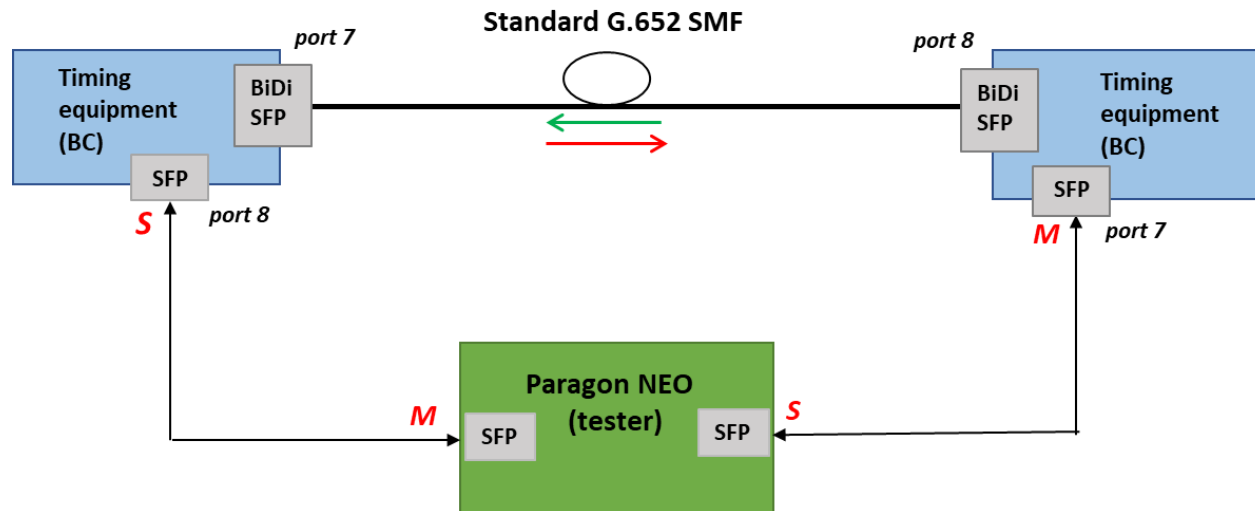 Standard G.652 SMF
port 7
port 8
Timing
equipment
(BC)
BiDi
SFP
BiDi
SFP
Timing
equipment
(BC)
SFP
S
port 8
SFP
M
port 7
Paragon NEO
(tester)
M
SFP
SFP
S